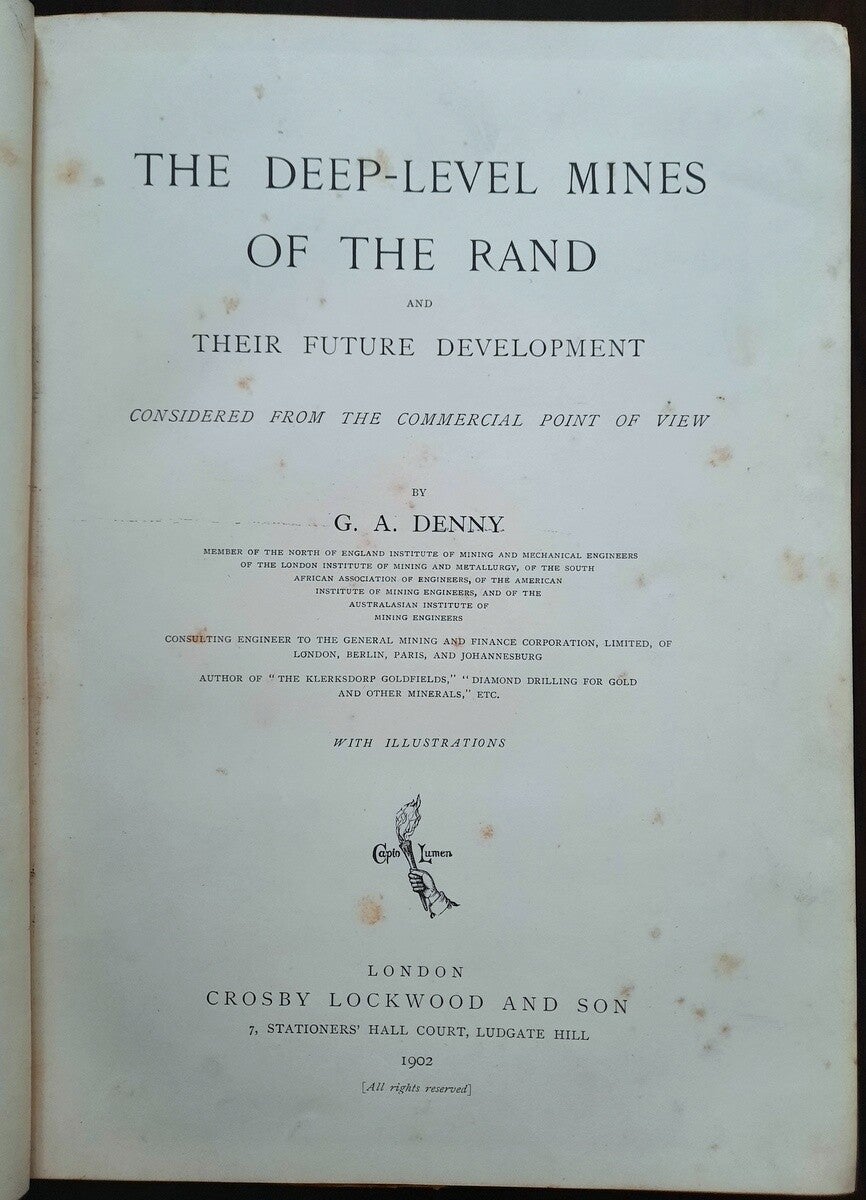 THE DEEP-LEVEL MINES
OF THE RAND
AND
THEIR FUTURE DEVELOPMENT
CONSIDERED FROM THE COMMERCIAL POINT OF VIEW
BY
G. A. DENNY
MEMBER OF THE NORTH OF ENGLAND INSTITUTE OF MINING AND MECHANICAL ENGINEERS
OF THE LONDON INSTITUTE OF MINING AND METALLURGY, OF THE SOUTH
AFRICAN ASSOCIATION OF ENGINEERS, OF THE AMERICAN
INSTITUTE OF MINING ENGINEERS, AND OF THE
AUSTRALASIAN INSTITUTE OF
MINING ENGINEERS
CONSULTING ENGINEER TO THE GENERAL MINING AND FINANCE CORPORATION, LIMITED, OF
LONDON, BERLIN, PARIS, AND JOHANNESBURG
AUTHOR OF "THE KLERKSDORP GOLDFIELDS," "DIAMOND DRILLING FOR GOLD
AND OTHER MINERALS," ETC.
WITH ILLUSTRATIONS
Capio Lumen
LONDON
CROSBY LOCKWOOD AND SON
7, STATIONERS' HALL COURT, LUDGATE HILL
1902
[All rights reserved]